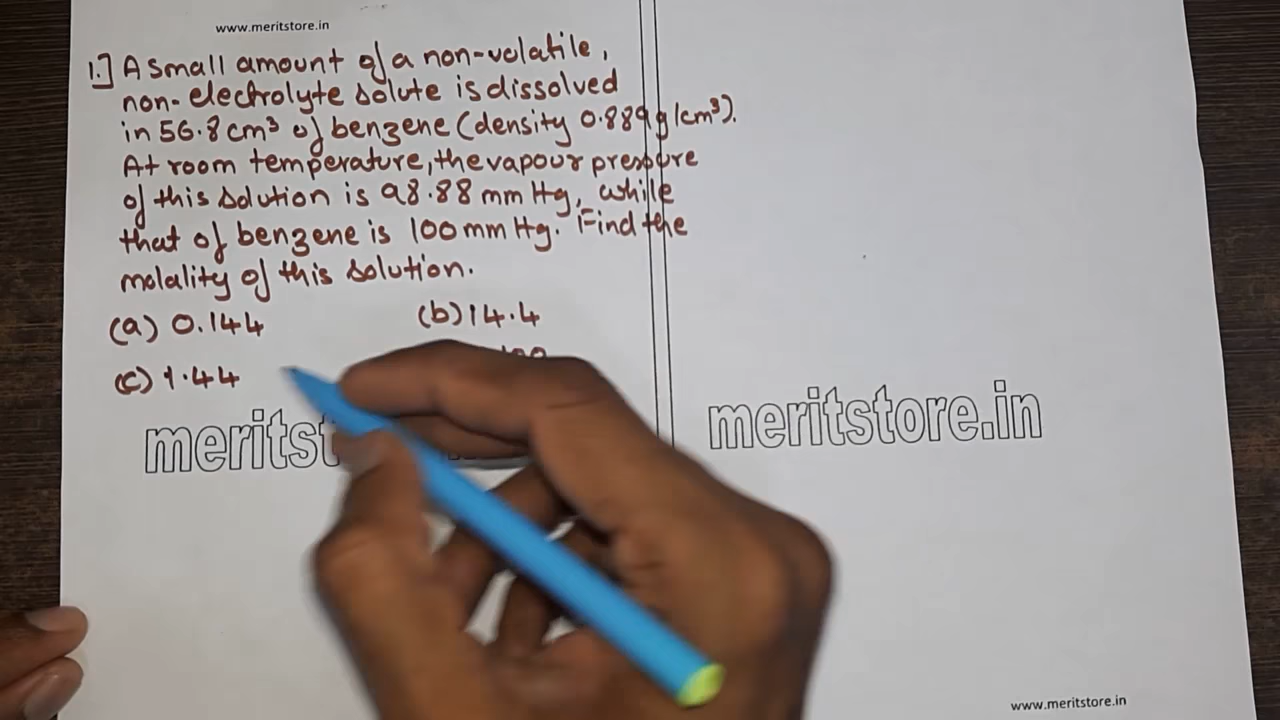 www.meritstore.in
1.] A small amount of a non-volatile,
non-electrolyte solute is dissolved
in 56.8 cm³ of benzene (density 0.889 g/cm³).
At room temperature, the vapour pressure
of this solution is 98.88 mm Hg, while
that of benzene is 100 mm Hg. Find the
molality of this solution.
(a) 0.144 (b) 14.4
(c) 1.44
meritst
meritstore.in
www.meritstore.in